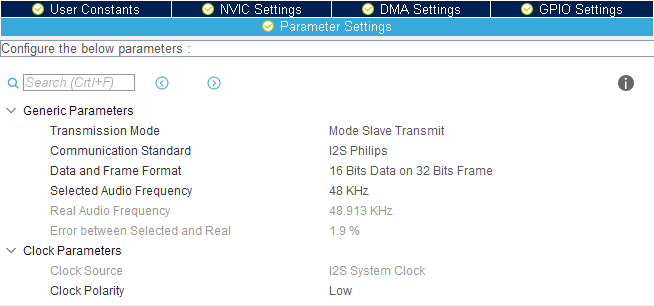 User Constants NVIC Settings DMA Settings GPIO Settings
Parameter Settings
Configure the below parameters :
Search (CrtI+F)
Generic Parameters
Transmission Mode Mode Slave Transmit
Communication Standard I2S Philips
Data and Frame Format 16 Bits Data on 32 Bits Frame
Selected Audio Frequency 48 KHz
Real Audio Frequency 48.913 KHz
Error between Selected and Real 1.9 %
Clock Parameters
Clock Source I2S System Clock
Clock Polarity Low